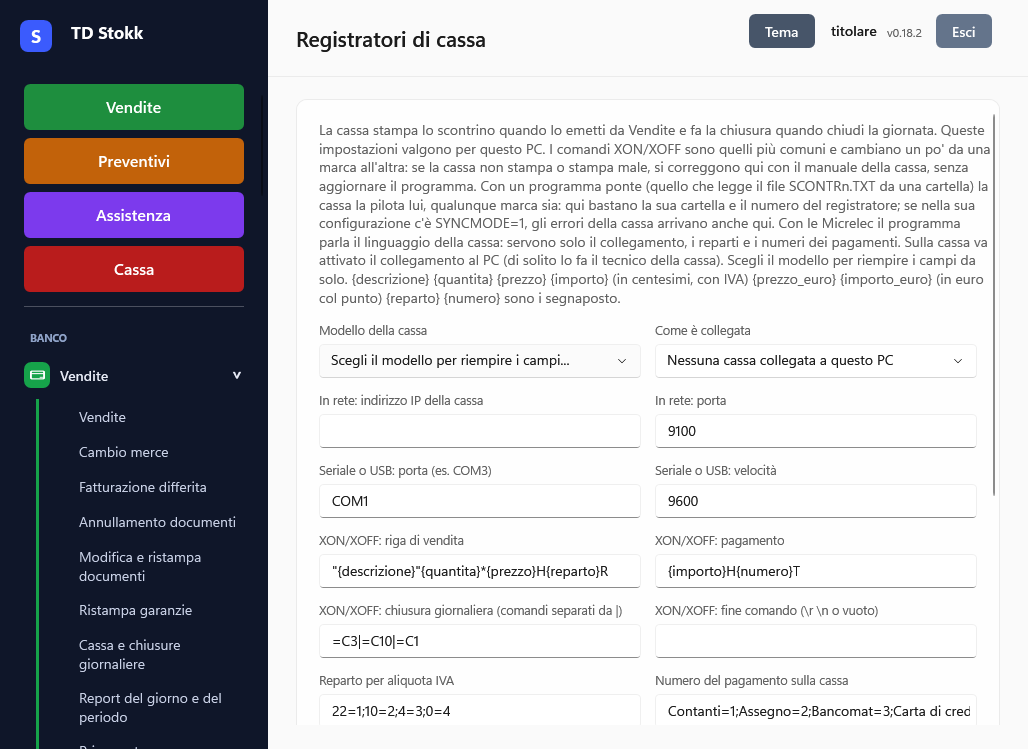 S
TD Stokk
Vendite
Preventivi
Assistenza
Cassa
BANCO
Vendite
Vendite
Cambio merce
Fatturazione differita
Annullamento documenti
Modifica e ristampa
documenti
Ristampa garanzie
Cassa e chiusure
giornaliere
Report del giorno e del
periodo
Registratori di cassa
Tema
titolare
v0.18.2
Esci
La cassa stampa lo scontrino quando lo emetti da Vendite e fa la chiusura quando chiudi la giornata. Queste
impostazioni valgono per questo PC. I comandi XON/XOFF sono quelli più comuni e cambiano un po' da una
marca all'altra: se la cassa non stampa o stampa male, si correggono qui con il manuale della cassa, senza
aggiornare il programma. Con un programma ponte (quello che legge il file SCONTRn.TXT da una cartella) la
cassa la pilota lui, qualunque marca sia: qui bastano la sua cartella e il numero del registratore; se nella sua
configurazione c'è SYNCMODE=1, gli errori della cassa arrivano anche qui. Con le Micrelec il programma
parla il linguaggio della cassa: servono solo il collegamento, i reparti e i numeri dei pagamenti. Sulla cassa va
attivato il collegamento al PC (di solito lo fa il tecnico della cassa). Scegli il modello per riempire i campi da
solo. {descrizione} {quantita} {prezzo} {importo} (in centesimi, con IVA) {prezzo_euro} {importo_euro} (in euro
col punto) {reparto} {numero} sono i segnaposto.
Modello della cassa
Come è collegata
Scegli il modello per riempire i campi...
Nessuna cassa collegata a questo PC
In rete: indirizzo IP della cassa
In rete: porta
9100
Seriale o USB: porta (es. COM3)
Seriale o USB: velocità
COM1
9600
XON/XOFF: riga di vendita
XON/XOFF: pagamento
"{descrizione}"{quantita}*{prezzo}H{reparto}R
{importo}H{numero}T
XON/XOFF: chiusura giornaliera (comandi separati da |)
XON/XOFF: fine comando (\r \n o vuoto)
=C3|=C10|=C1
Reparto per aliquota IVA
Numero del pagamento sulla cassa
22=1;10=2;4=3;0=4
Contanti=1;Assegno=2;Bancomat=3;Carta di cred